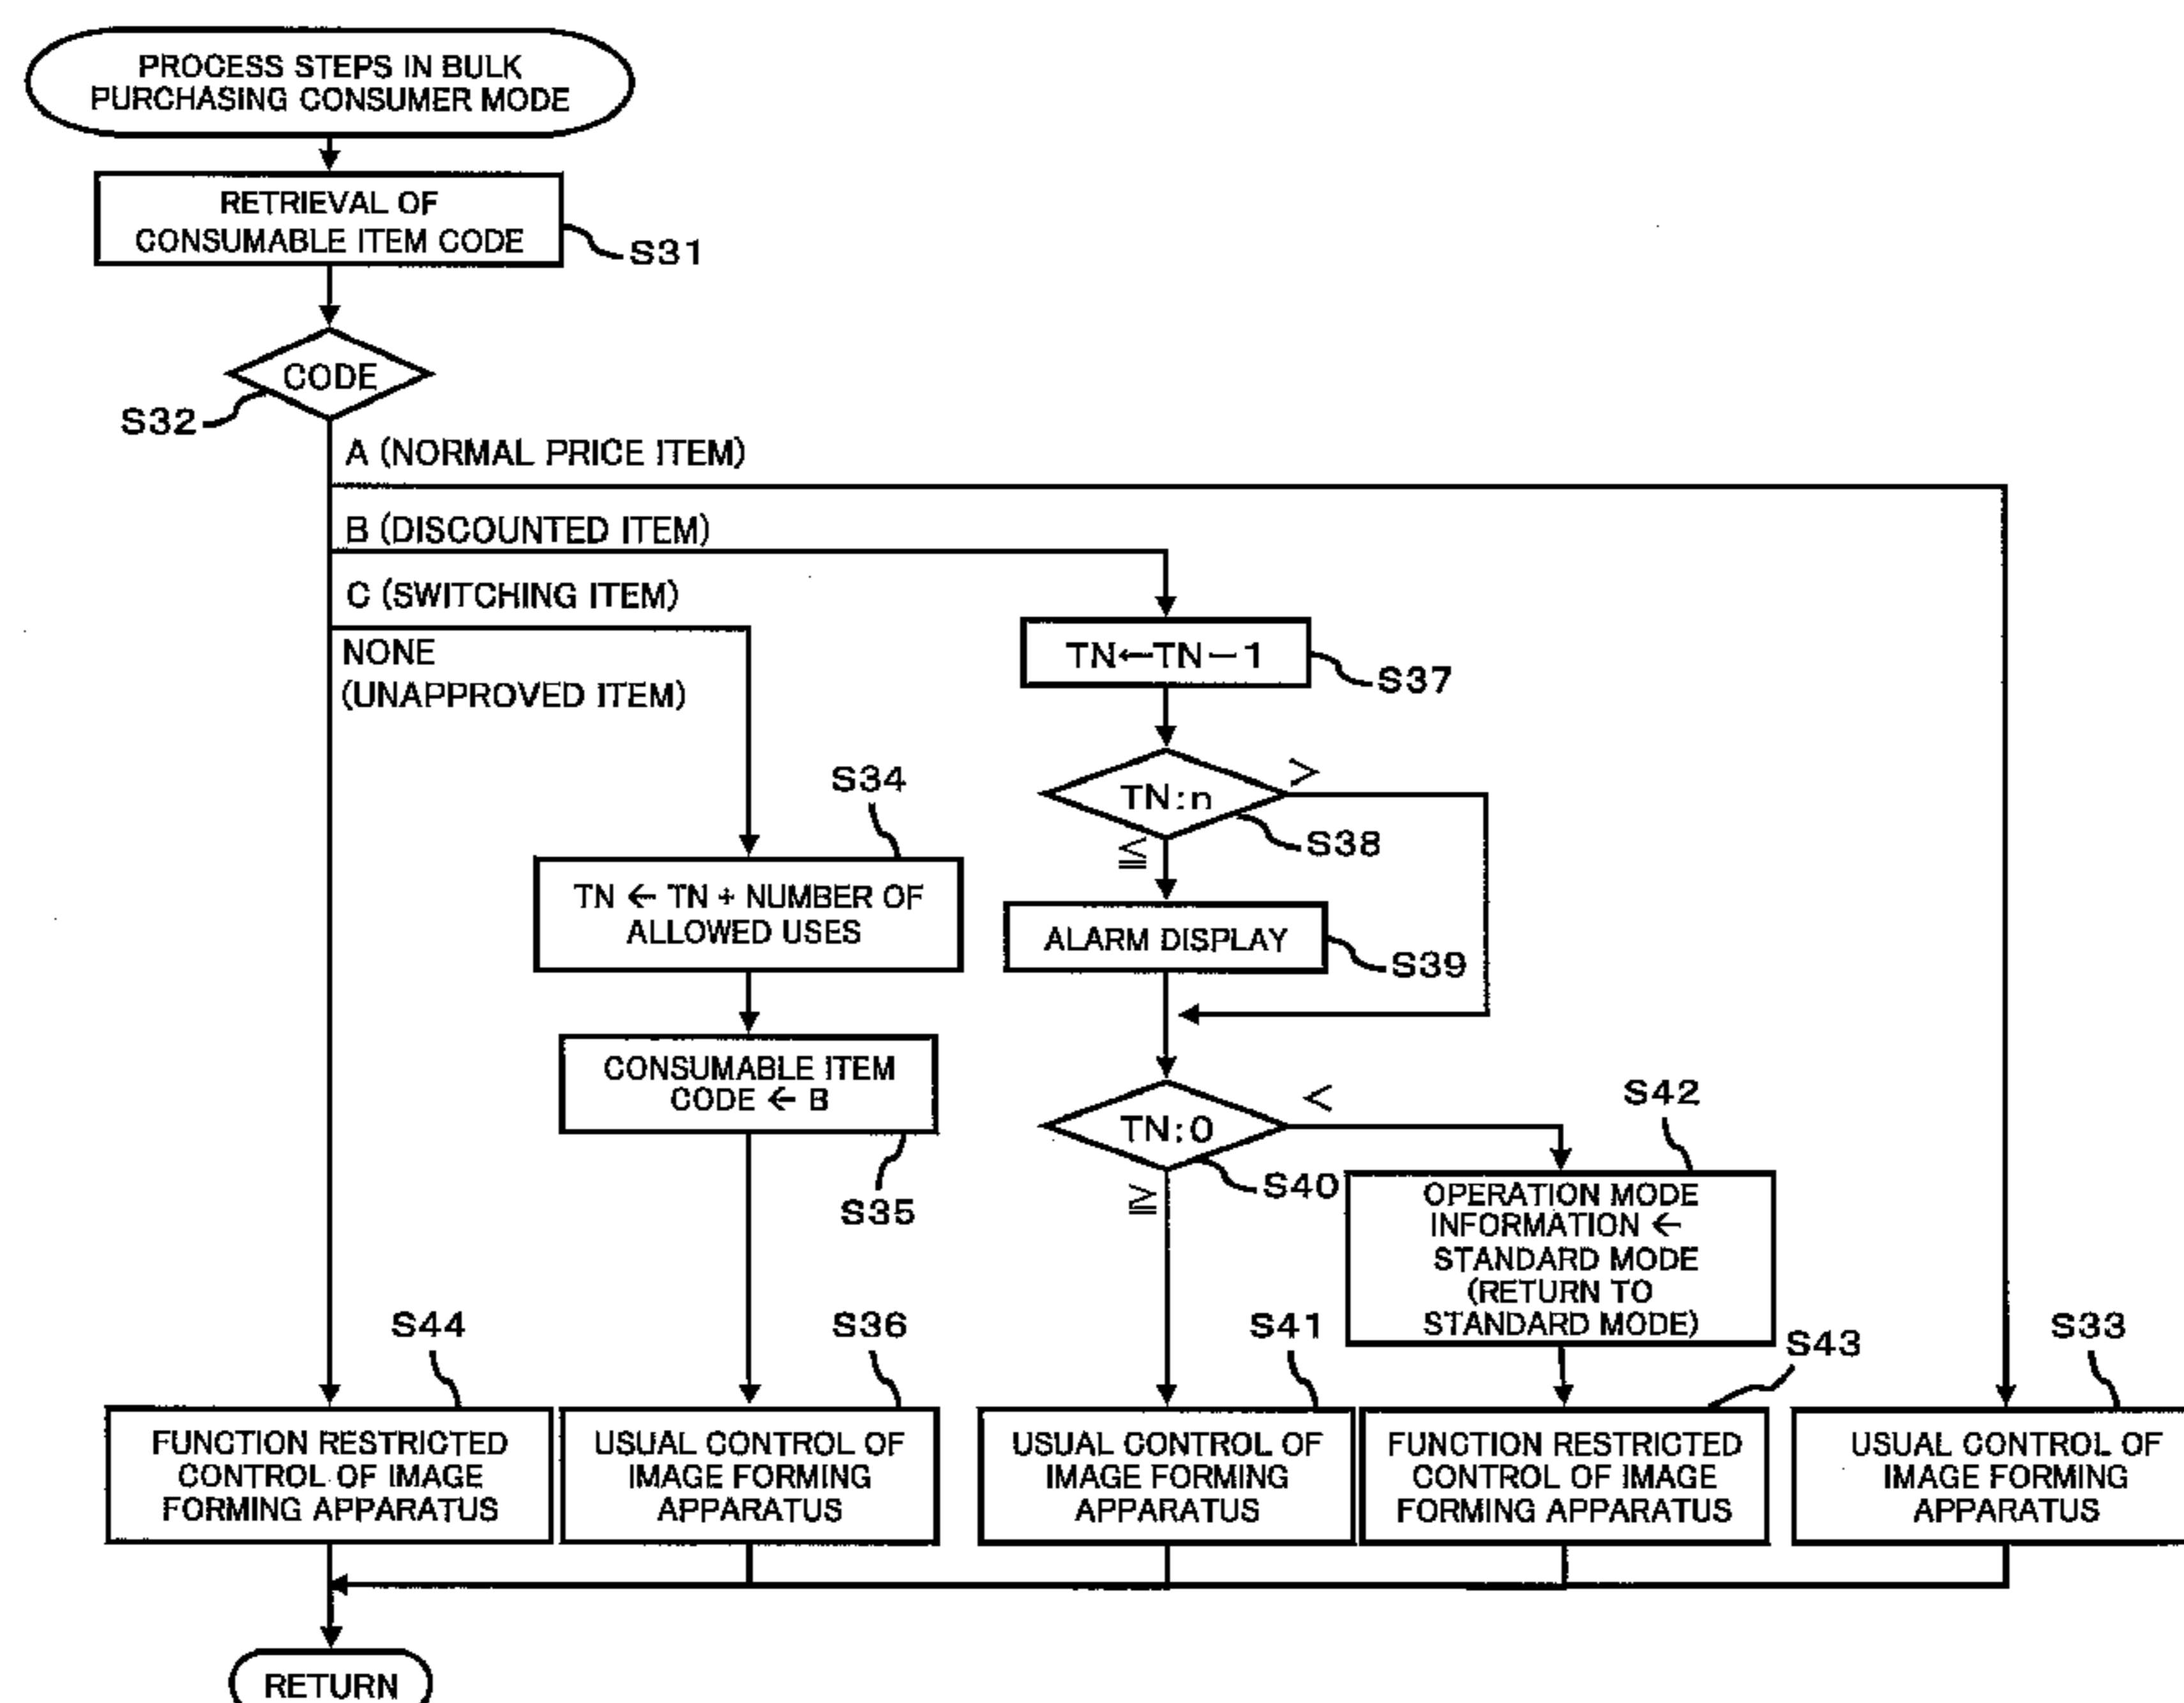 PROCESS STEPS IN BULK
PURCHASING CONSUMER MODE
RETRIEVAL OF
CONSUMABLE ITEM CODE
S31
CODE
S32
A (NORMAL PRICE ITEM)
B (DISCOUNTED ITEM)
C (SWITCHING ITEM)
NONE
(UNAPPROVED ITEM)
S34
TN ← TN + NUMBER OF
ALLOWED USES
CONSUMABLE ITEM
CODE ← B
S35
TN←TN−1
S37
TN:n
>
≦
S38
ALARM DISPLAY
S39
TN:0
<
≧
S40
S42
OPERATION MODE
INFORMATION ←
STANDARD MODE
(RETURN TO
STANDARD MODE)
S44
FUNCTION RESTRICTED
CONTROL OF IMAGE
FORMING APPARATUS
S36
USUAL CONTROL OF
IMAGE FORMING
APPARATUS
S41
USUAL CONTROL OF
IMAGE FORMING
APPARATUS
S43
FUNCTION RESTRICTED
CONTROL OF IMAGE
FORMING APPARATUS
S33
USUAL CONTROL OF
IMAGE FORMING
APPARATUS
RETURN